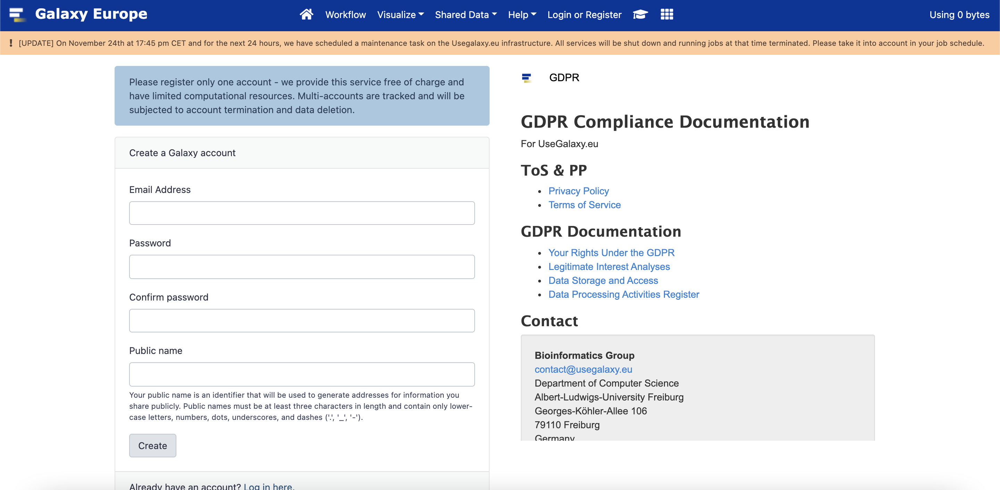 Galaxy Europe
Workflow
Visualize
Shared Data
Help
Login or Register
Using 0 bytes
[UPDATE] On November 24th at 17:45 pm CET and for the next 24 hours, we have scheduled a maintenance task on the Usegalaxy.eu infrastructure. All services will be shut down and running jobs at that time terminated. Please take it into account in your job schedule.
Please register only one account - we provide this service free of charge and
have limited computational resources. Multi-accounts are tracked and will be
subjected to account termination and data deletion.
Create a Galaxy account
Email Address
Password
Confirm password
Public name
Your public name is an identifier that will be used to generate addresses for information you
share publicly. Public names must be at least three characters in length and contain only lower-
case letters, numbers, dots, underscores, and dashes ('.', '_', '-').
Create
Already have an account? Log in here.
GDPR
GDPR Compliance Documentation
For UseGalaxy.eu
ToS & PP
Privacy Policy
Terms of Service
GDPR Documentation
Your Rights Under the GDPR
Legitimate Interest Analyses
Data Storage and Access
Data Processing Activities Register
Contact
Bioinformatics Group
contact@usegalaxy.eu
Department of Computer Science
Albert-Ludwigs-University Freiburg
Georges-Köhler-Allee 106
79110 Freiburg
Germany